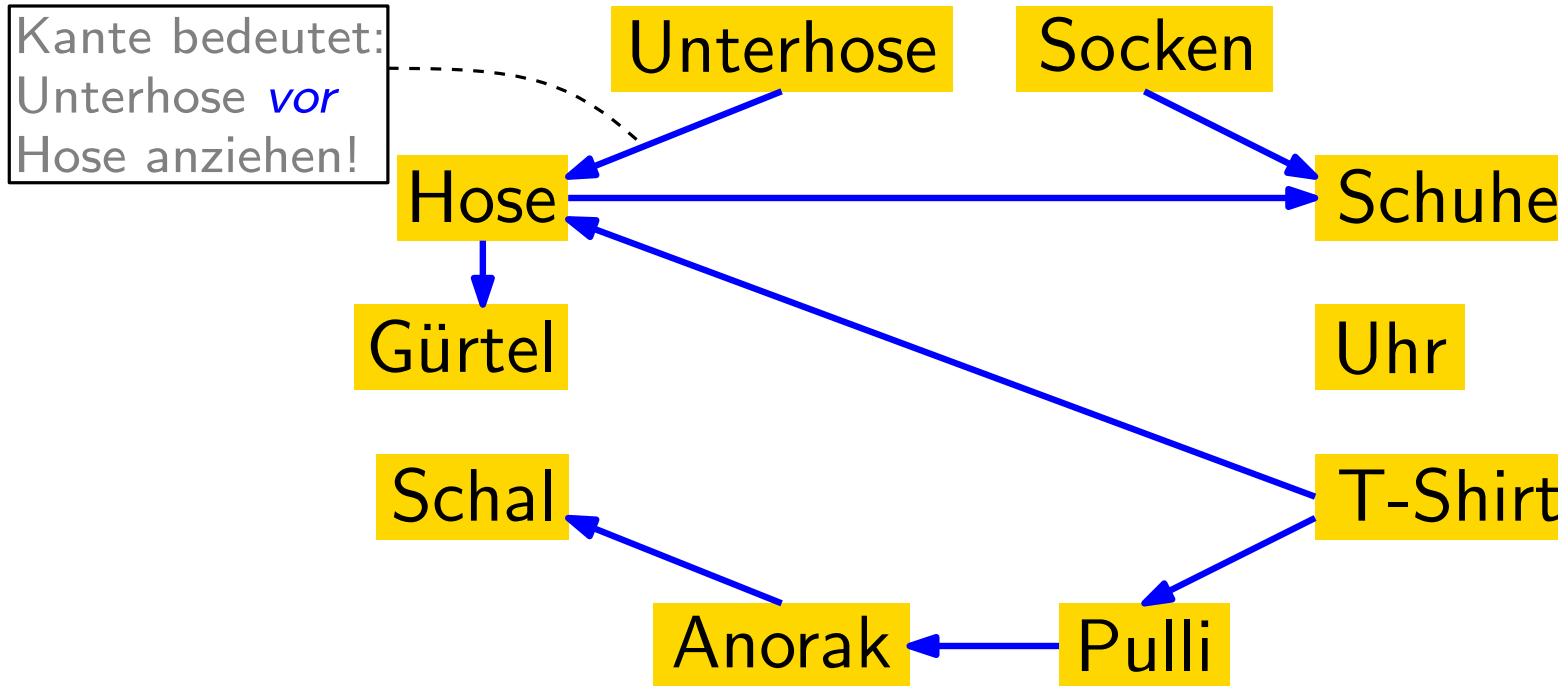 Kante bedeutet:
Unterhose vor
Hose anziehen!
Unterhose
Socken
Hose
Schuhe
Gürtel
Uhr
Schal
T-Shirt
Anorak
Pulli